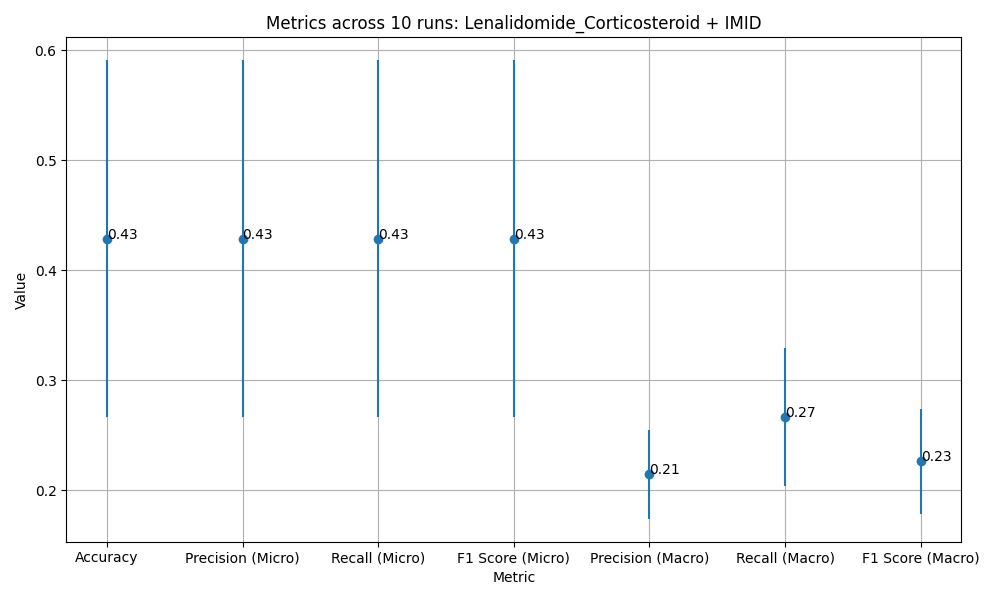 Metrics across 10 runs: Lenalidomide_Corticosteroid + IMID
0.6
0.5
0.4
0.3
0.2
Value
0.43
0.43
0.43
0.43
0.21
0.27
0.23
Accuracy
Precision (Micro)
Recall (Micro)
F1 Score (Micro)
Precision (Macro)
Recall (Macro)
F1 Score (Macro)
Metric